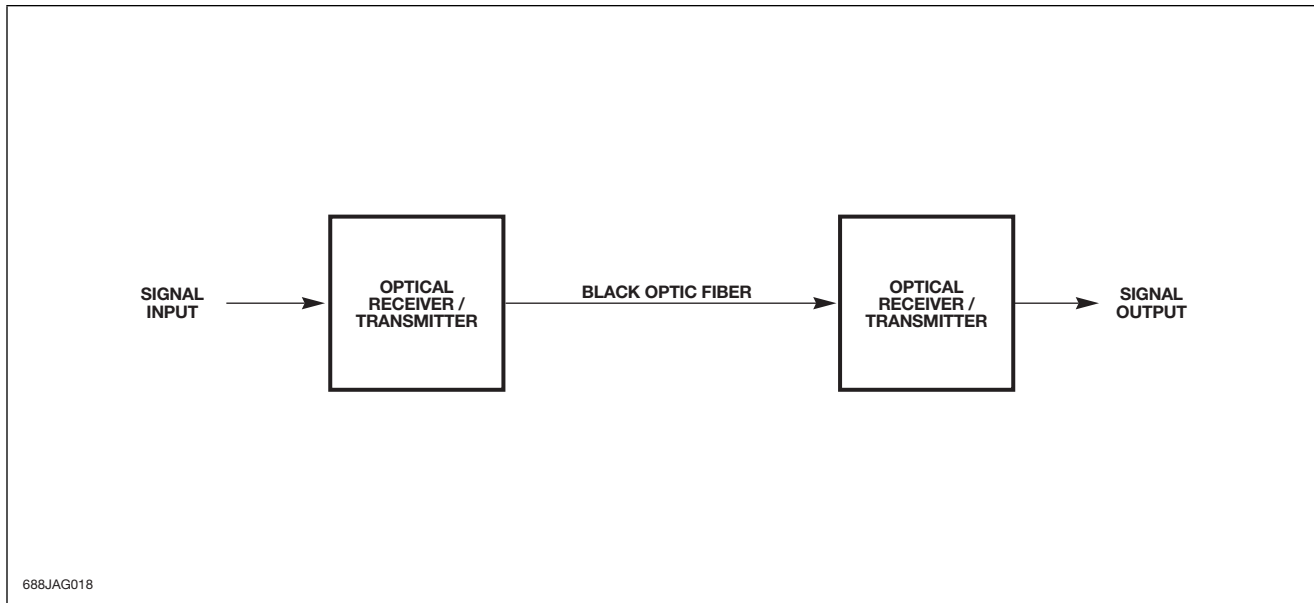 SIGNAL
INPUT
OPTICAL
RECEIVER /
TRANSMITTER
BLACK OPTIC FIBER
OPTICAL
RECEIVER /
TRANSMITTER
SIGNAL
OUTPUT
688JAG018